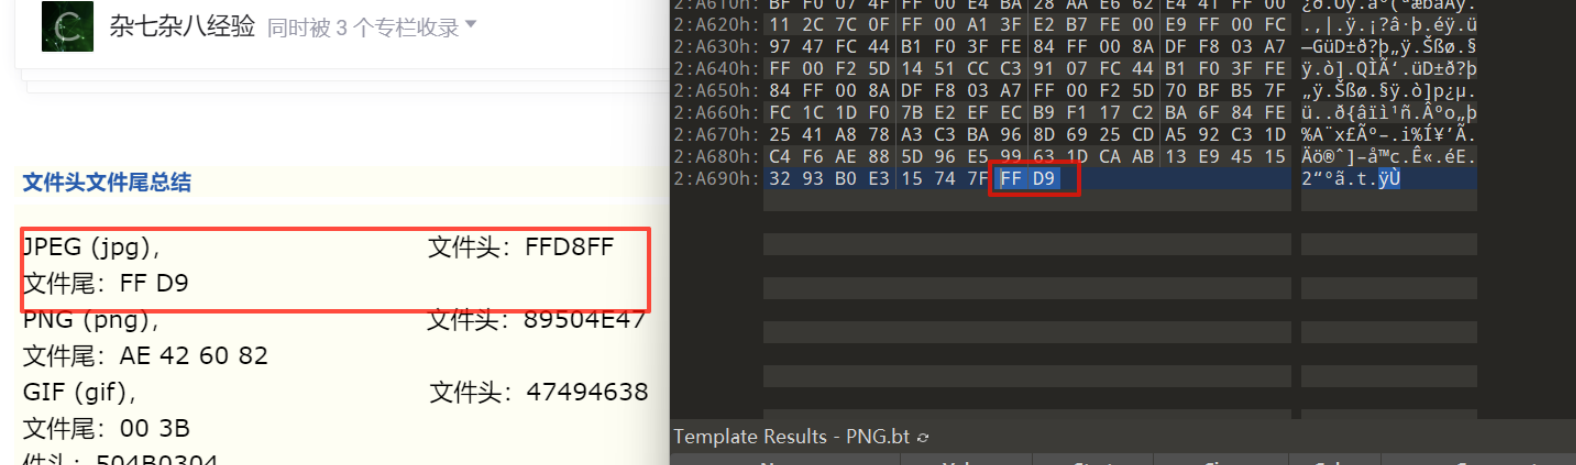 杂七杂八经验 同时被 3 个专栏收录
文件头文件尾总结
JPEG (jpg), 文件头：FFD8FF
文件尾：FF D9
PNG (png), 文件头：89504E47
文件尾：AE 42 60 82
GIF (gif), 文件头：47494638
文件尾：00 3B
2:A610h: BF F0 07 4F FF 00 E4 BA 28 AA E6 62 E4 41 FF 00
2:A620h: 11 2C 7C 0F FF 00 A1 3F E2 B7 FE 00 E9 FF 00 FC .,|.ÿ.¡?â·þ.éÿ.ü
2:A630h: 97 47 FC 44 B1 F0 3F FE 84 FF 00 8A DF F8 03 A7 —GüD±ð?þ„ÿ.Šßø.§
2:A640h: FF 00 F2 5D 14 51 CC C3 91 07 FC 44 B1 F0 3F FE ÿ.ò].QÌÃ‘.üD±ð?þ
2:A650h: 84 FF 00 8A DF F8 03 A7 FF 00 F2 5D 70 BF B5 7F „ÿ.Šßø.§ÿ.ò]p¿µ.
2:A660h: FC 1C 1D F0 7B E2 EF EC B9 F1 17 C2 BA 6F 84 FE ü..ð{âïì¹ñ.Âºo„þ
2:A670h: 25 41 A8 78 A3 C3 BA 96 8D 69 25 CD A5 92 C3 1D %A¨x£Ãº–.i%Í¥’Ã.
2:A680h: C4 F6 AE 88 5D 96 E5 99 63 1D CA AB 13 E9 45 15 Äö®ˆ]–å™c.Ê«.éE.
2:A690h: 32 93 B0 E3 15 74 7F FF D9 2“°ã.t.ÿÙ
Template Results - PNG.bt